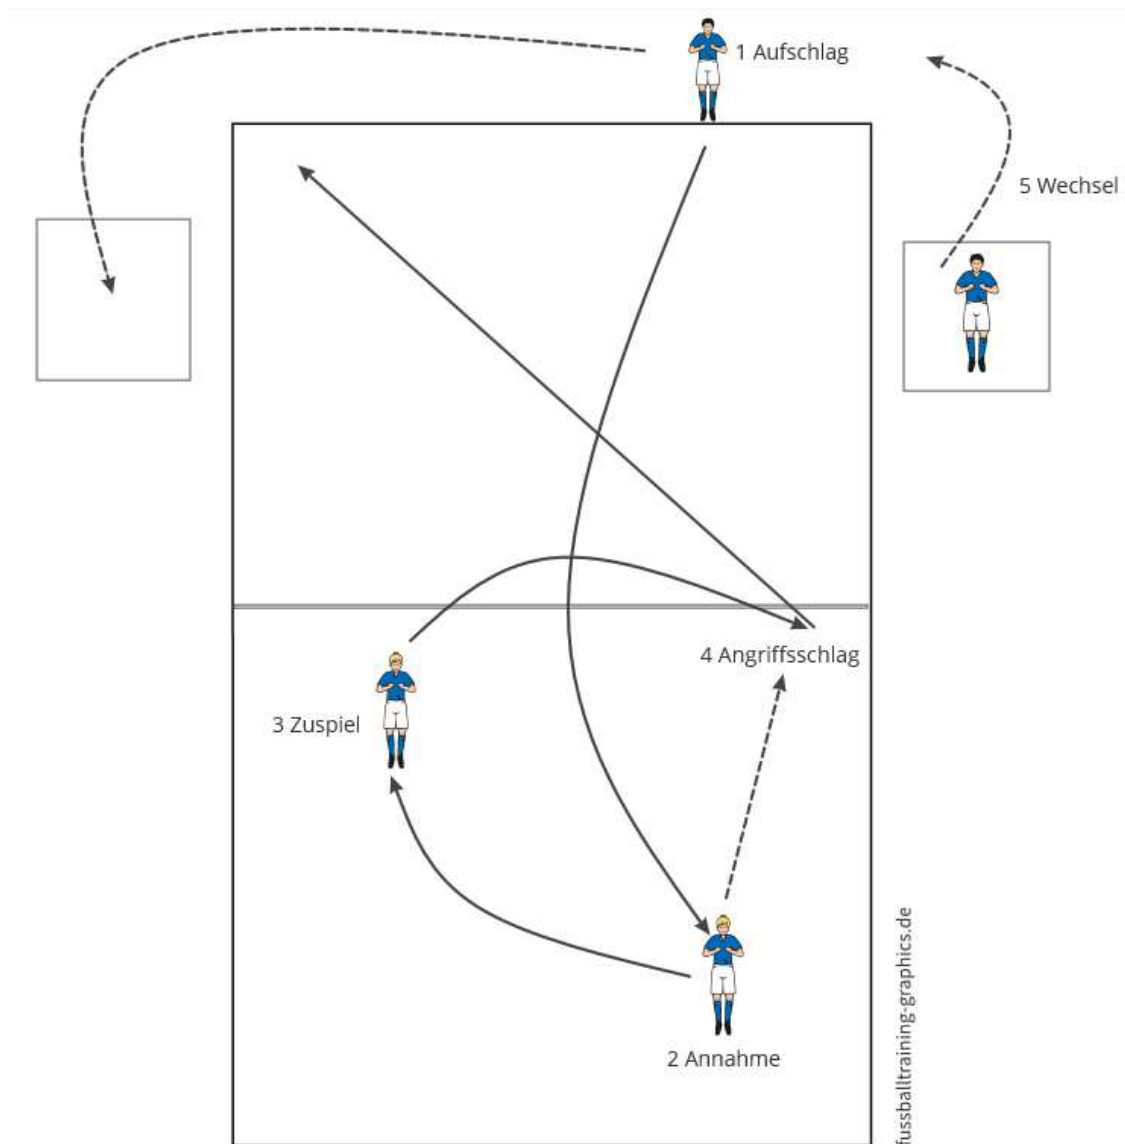 1 Aufschlag
5 Wechsel
4 Angriffsschlag
3 Zuspiel
2 Annahme
fussballtraining-graphics.de